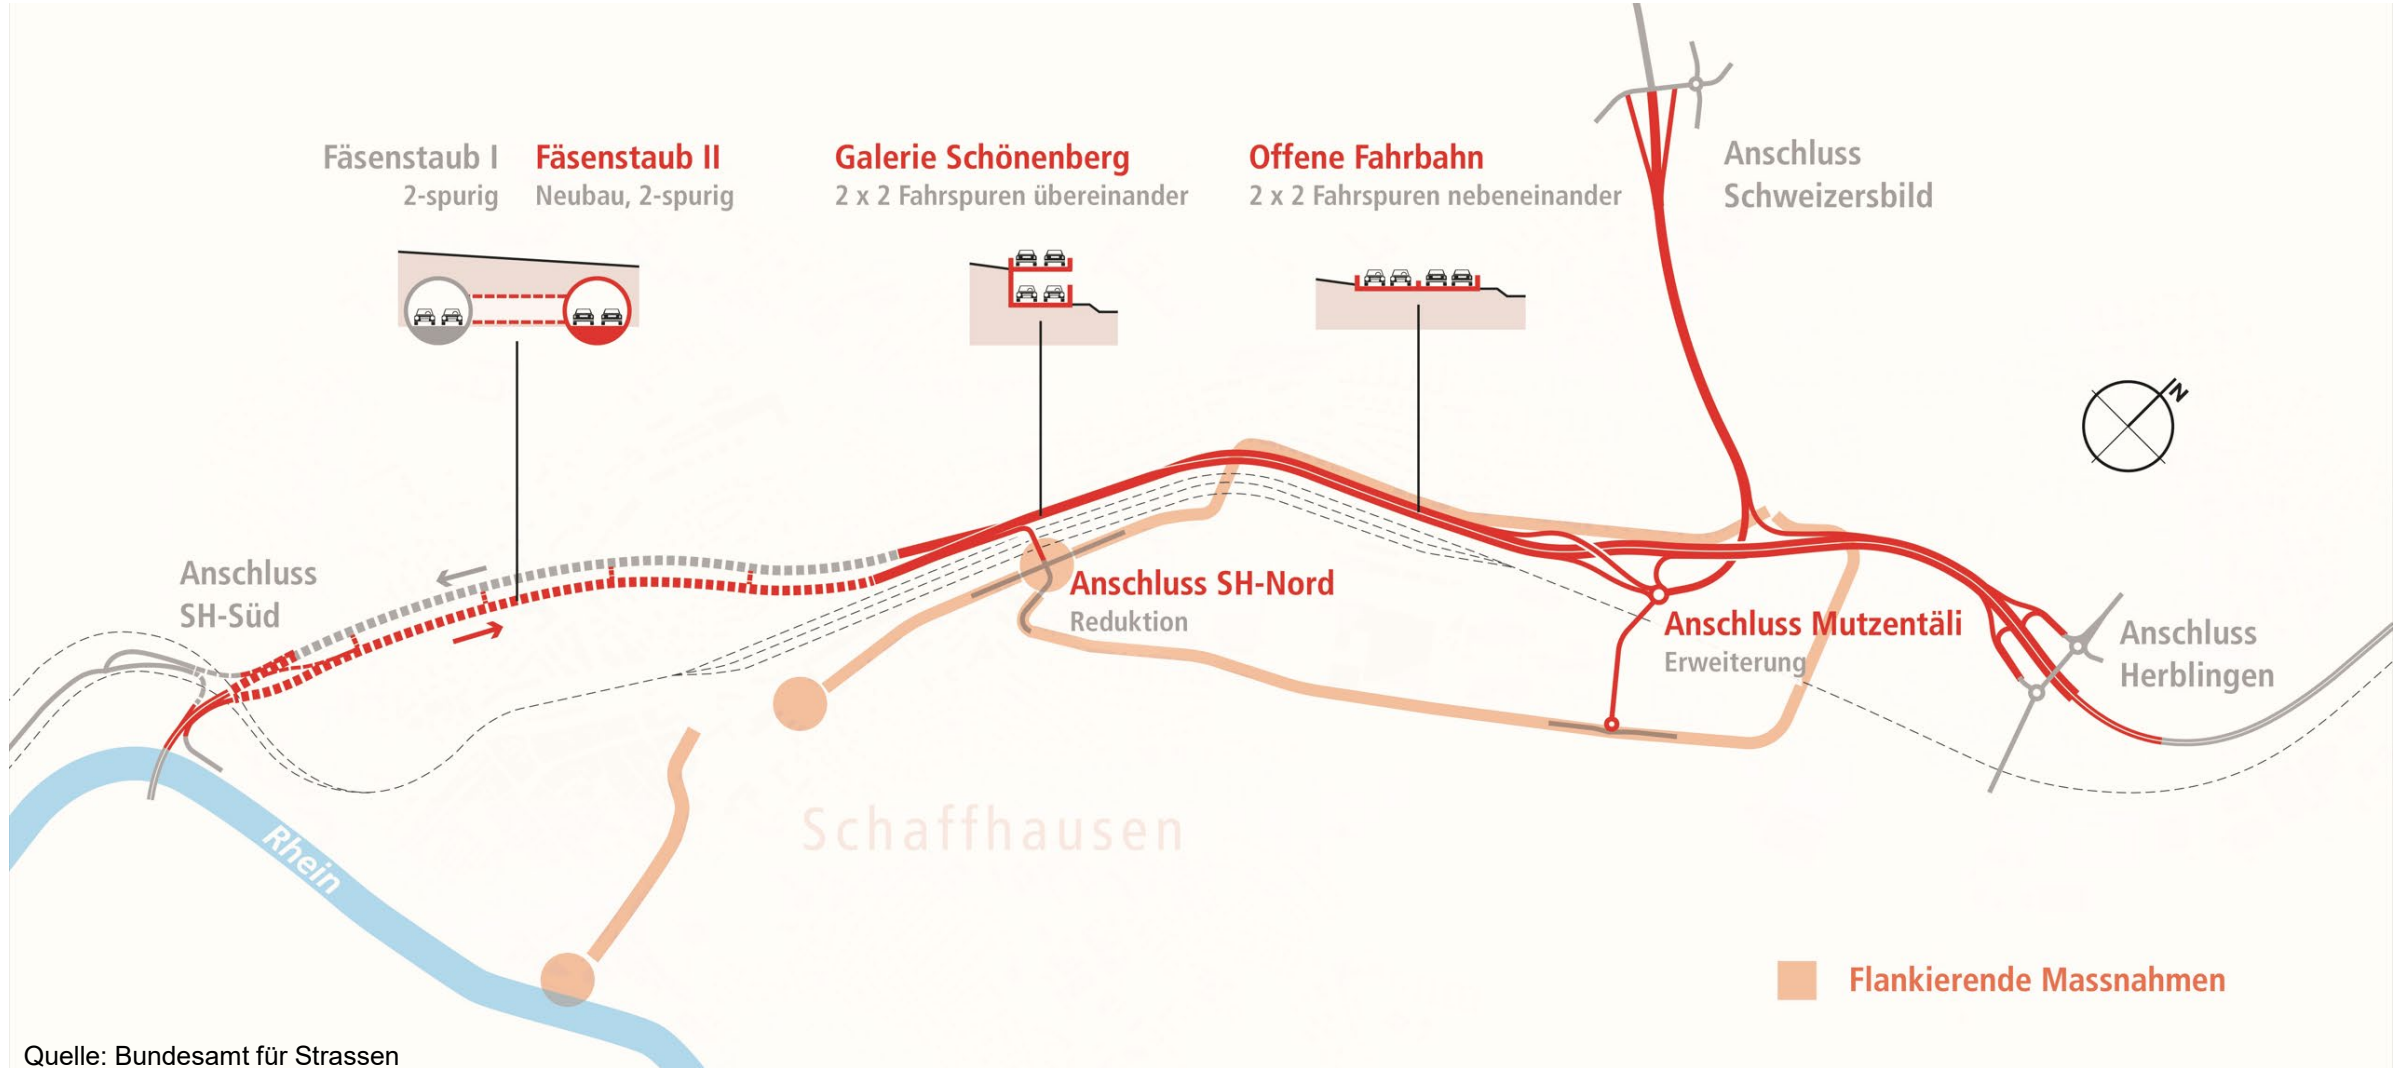 Fäsenstaub I
2-spurig
Fäsenstaub II
Neubau, 2-spurig
Galerie Schönenberg
2 x 2 Fahrspuren übereinander
Offene Fahrbahn
2 x 2 Fahrspuren nebeneinander
Anschluss
Schweizersbild
N
Anschluss
SH-Süd
Anschluss SH-Nord
Reduktion
Anschluss Mutzentäli
Erweiterung
Anschluss
Herblingen
Schaffhausen
Rhein
Flankierende Massnahmen
Quelle: Bundesamt für Strassen